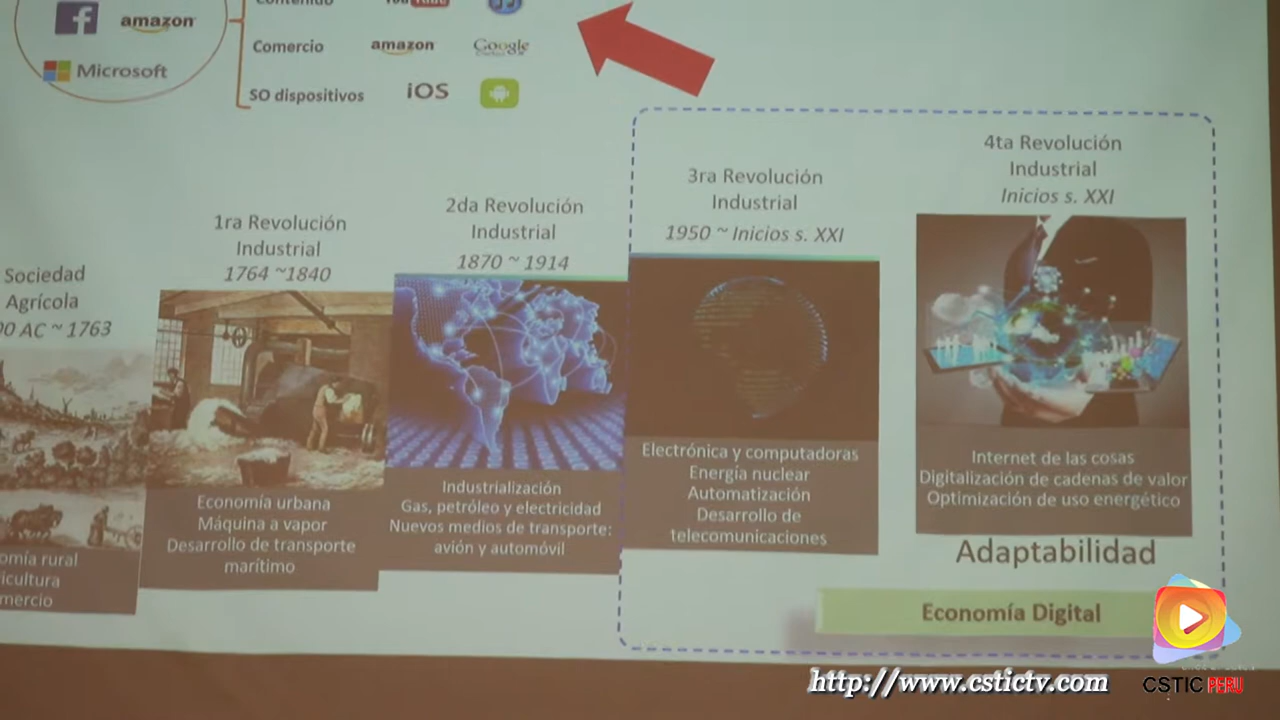 YouTube
amazon
Comercio
amazon
Google
Microsoft
SO dispositivos
iOS
4ta Revolución
Industrial
Inicios s. XXI
3ra Revolución
Industrial
1950 ~ Inicios s. XXI
2da Revolución
Industrial
1870 ~ 1914
1ra Revolución
Industrial
1764 ~1840
Sociedad
Agrícola
AC ~ 1763
rural
Economía urbana
Máquina a vapor
Desarrollo de transporte
marítimo
Industrialización
Gas, petróleo y electricidad
Nuevos medios de transporte:
avión y automóvil
Electrónica y computadoras
Energía nuclear
Automatización
Desarrollo de
telecomunicaciones
Internet de las cosas
Digitalización de cadenas de valor
Optimización de uso energético
Adaptabilidad
Economía Digital
http://www.cstictv.com
CSTIC PERU